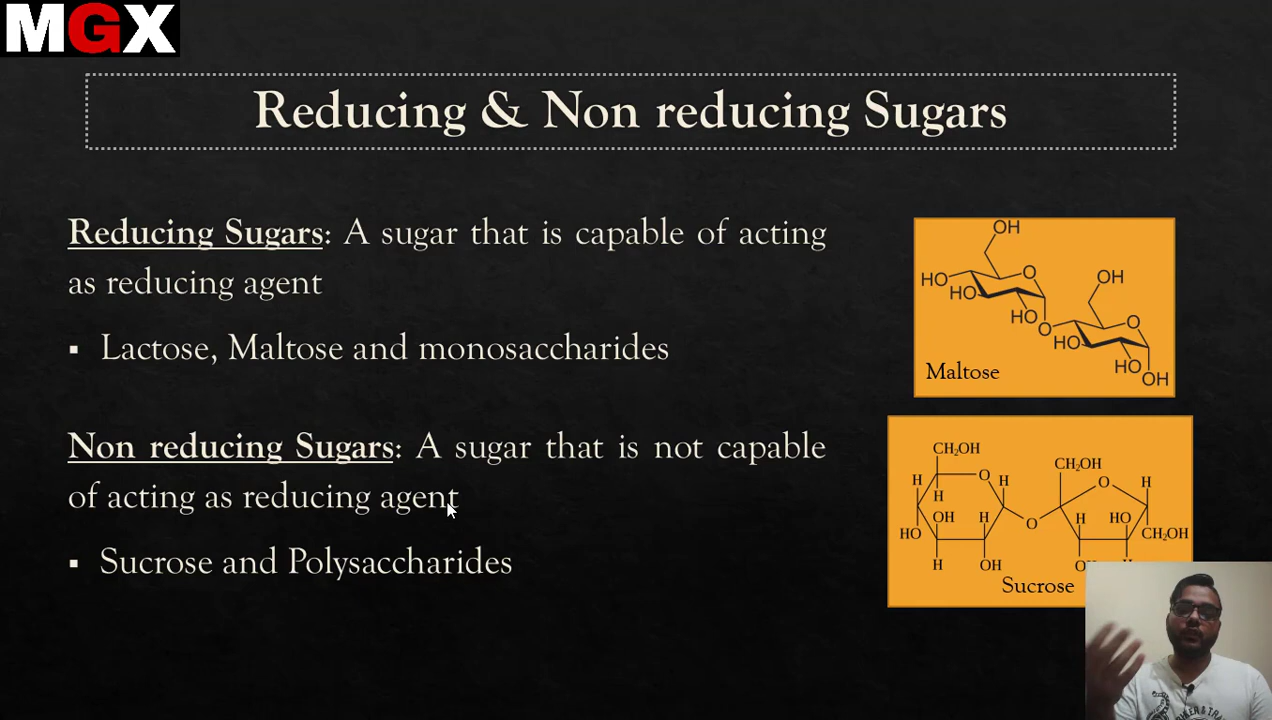 MGX
Reducing & Non reducing Sugars
Reducing Sugars: A sugar that is capable of acting
as reducing agent
▪ Lactose, Maltose and monosaccharides
Non reducing Sugars: A sugar that is not capable
of acting as reducing agent
▪ Sucrose and Polysaccharides
OH
HO
O
HO
HO
O
OH
O
HO
HO
OH
Maltose
CH₂OH
H
O
H
H
OH
H
HO
H
OH
O
CH₂OH
O
H
H
HO
CH₂OH
Sucrose